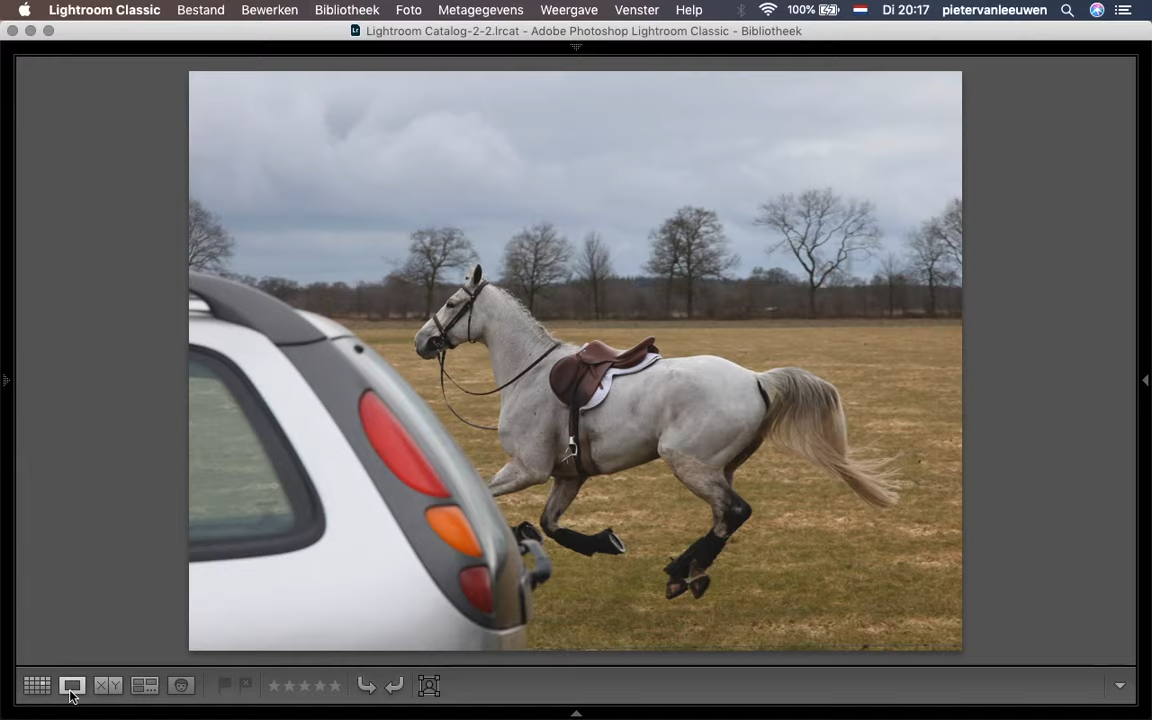 Lightroom Classic Bestand Bewerken Bibliotheek Foto Metagegevens Weergave Venster Help 100% Di 20:17 pietervanleeuwen
Lr Lightroom Catalog-2-2.lrcat - Adobe Photoshop Lightroom Classic - Bibliotheek
X Y